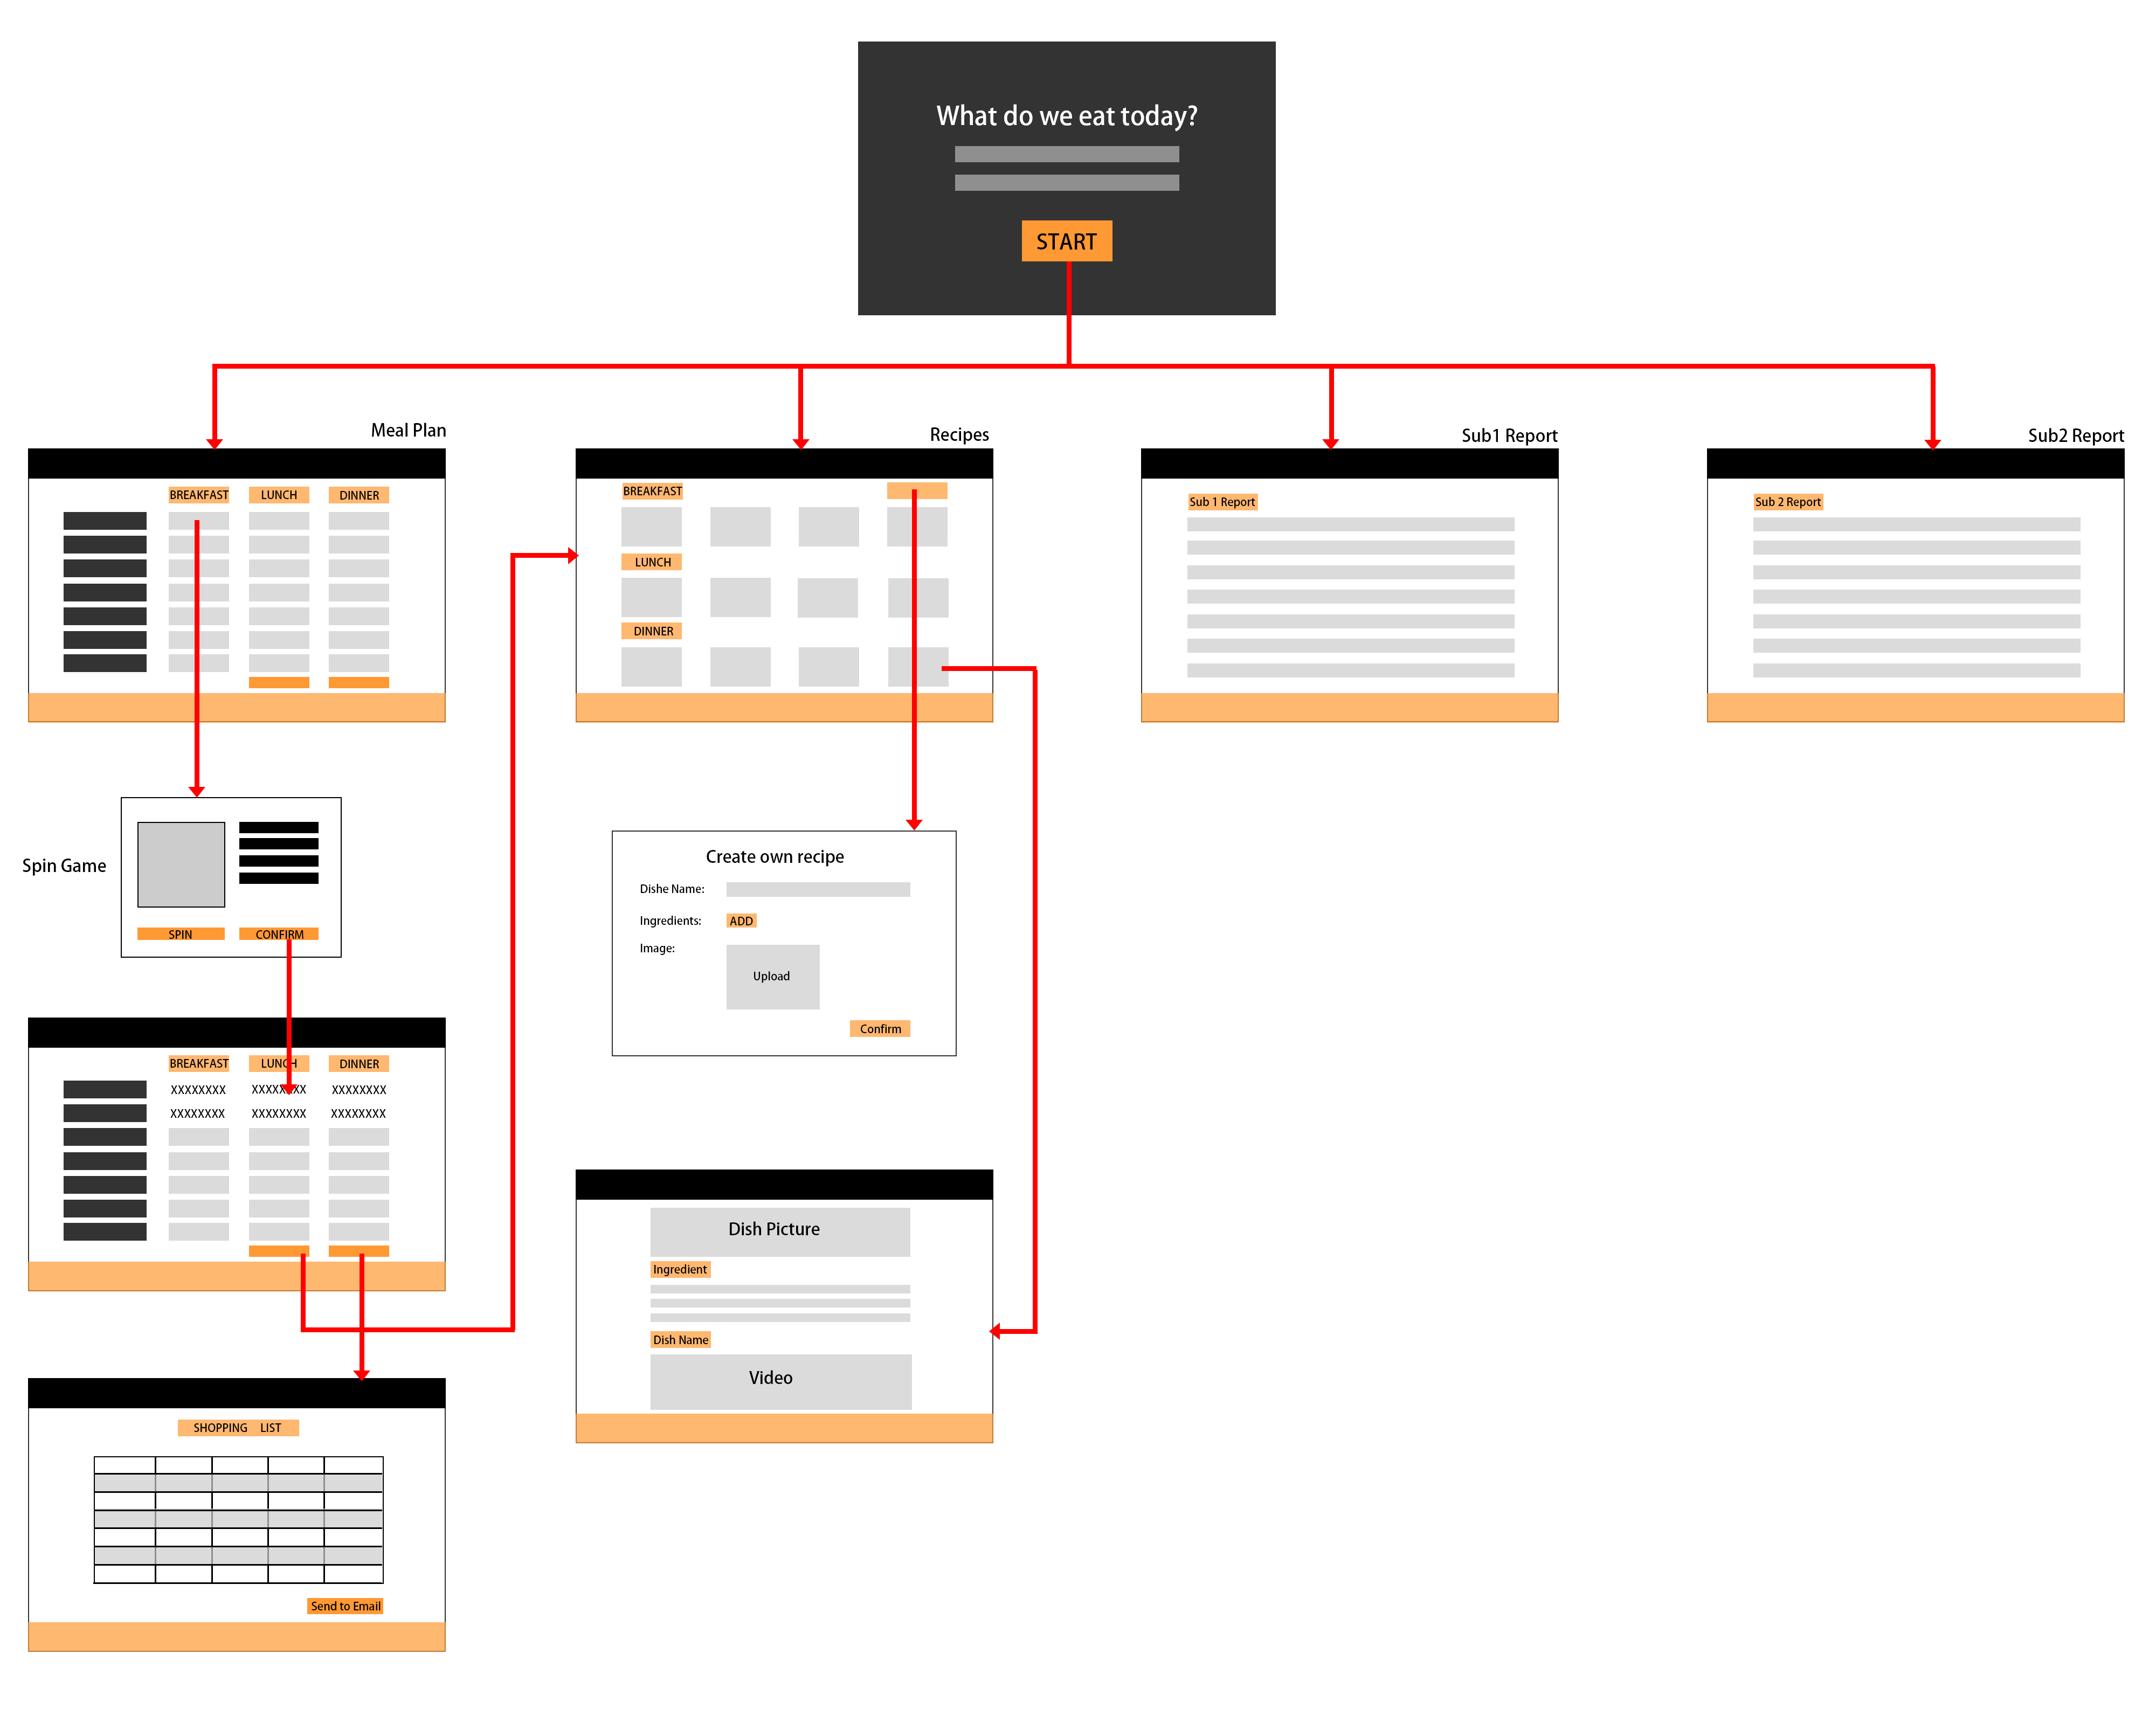 What do we eat today?
START
Meal Plan
BREAKFAST LUNCH DINNER
Recipes
BREAKFAST
LUNCH
DINNER
Sub1 Report
Sub 1 Report
Sub2 Report
Sub 2 Report
Spin Game
SPIN CONFIRM
Create own recipe
Dishe Name:
Ingredients: ADD
Image:
Upload
Confirm
BREAKFAST LUNCH DINNER
XXXXXXXX XXXXXXXX XXXXXXXX
XXXXXXXX XXXXXXXX XXXXXXXX
Dish Picture
Ingredient
Dish Name
Video
SHOPPING LIST
Send to Email